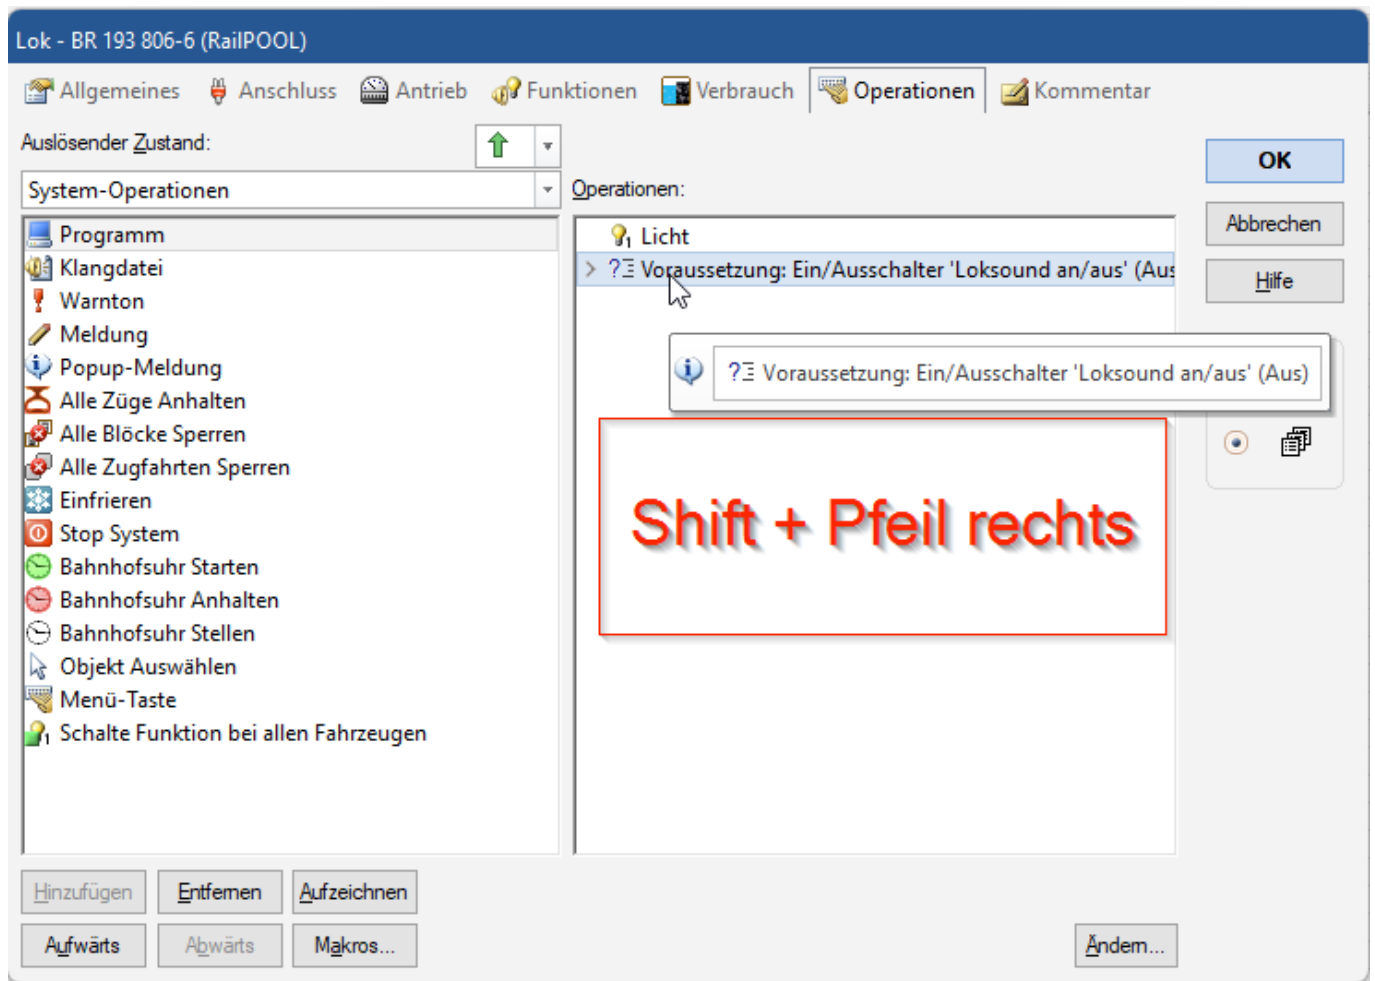 Lok - BR 193 806-6 (RailPOOL)
Allgemeines Anschluss Antrieb Funktionen Verbrauch Operationen Kommentar
Auslösender Zustand:
System-Operationen
Programm
Klangdatei
Warnton
Meldung
Popup-Meldung
Alle Züge Anhalten
Alle Blöcke Sperren
Alle Zugfahrten Sperren
Einfrieren
Stop System
Bahnhofsuhr Starten
Bahnhofsuhr Anhalten
Bahnhofsuhr Stellen
Objekt Auswählen
Menü-Taste
Schalte Funktion bei allen Fahrzeugen
Operationen:
Licht
Voraussetzung: Ein/Ausschalter 'Loksound an/aus' (Aus
Voraussetzung: Ein/Ausschalter 'Loksound an/aus' (Aus)
Shift + Pfeil rechts
OK
Abbrechen
Hilfe
Hinzufügen Entfernen Aufzeichnen
Aufwärts Abwärts Makros...
Ändern...